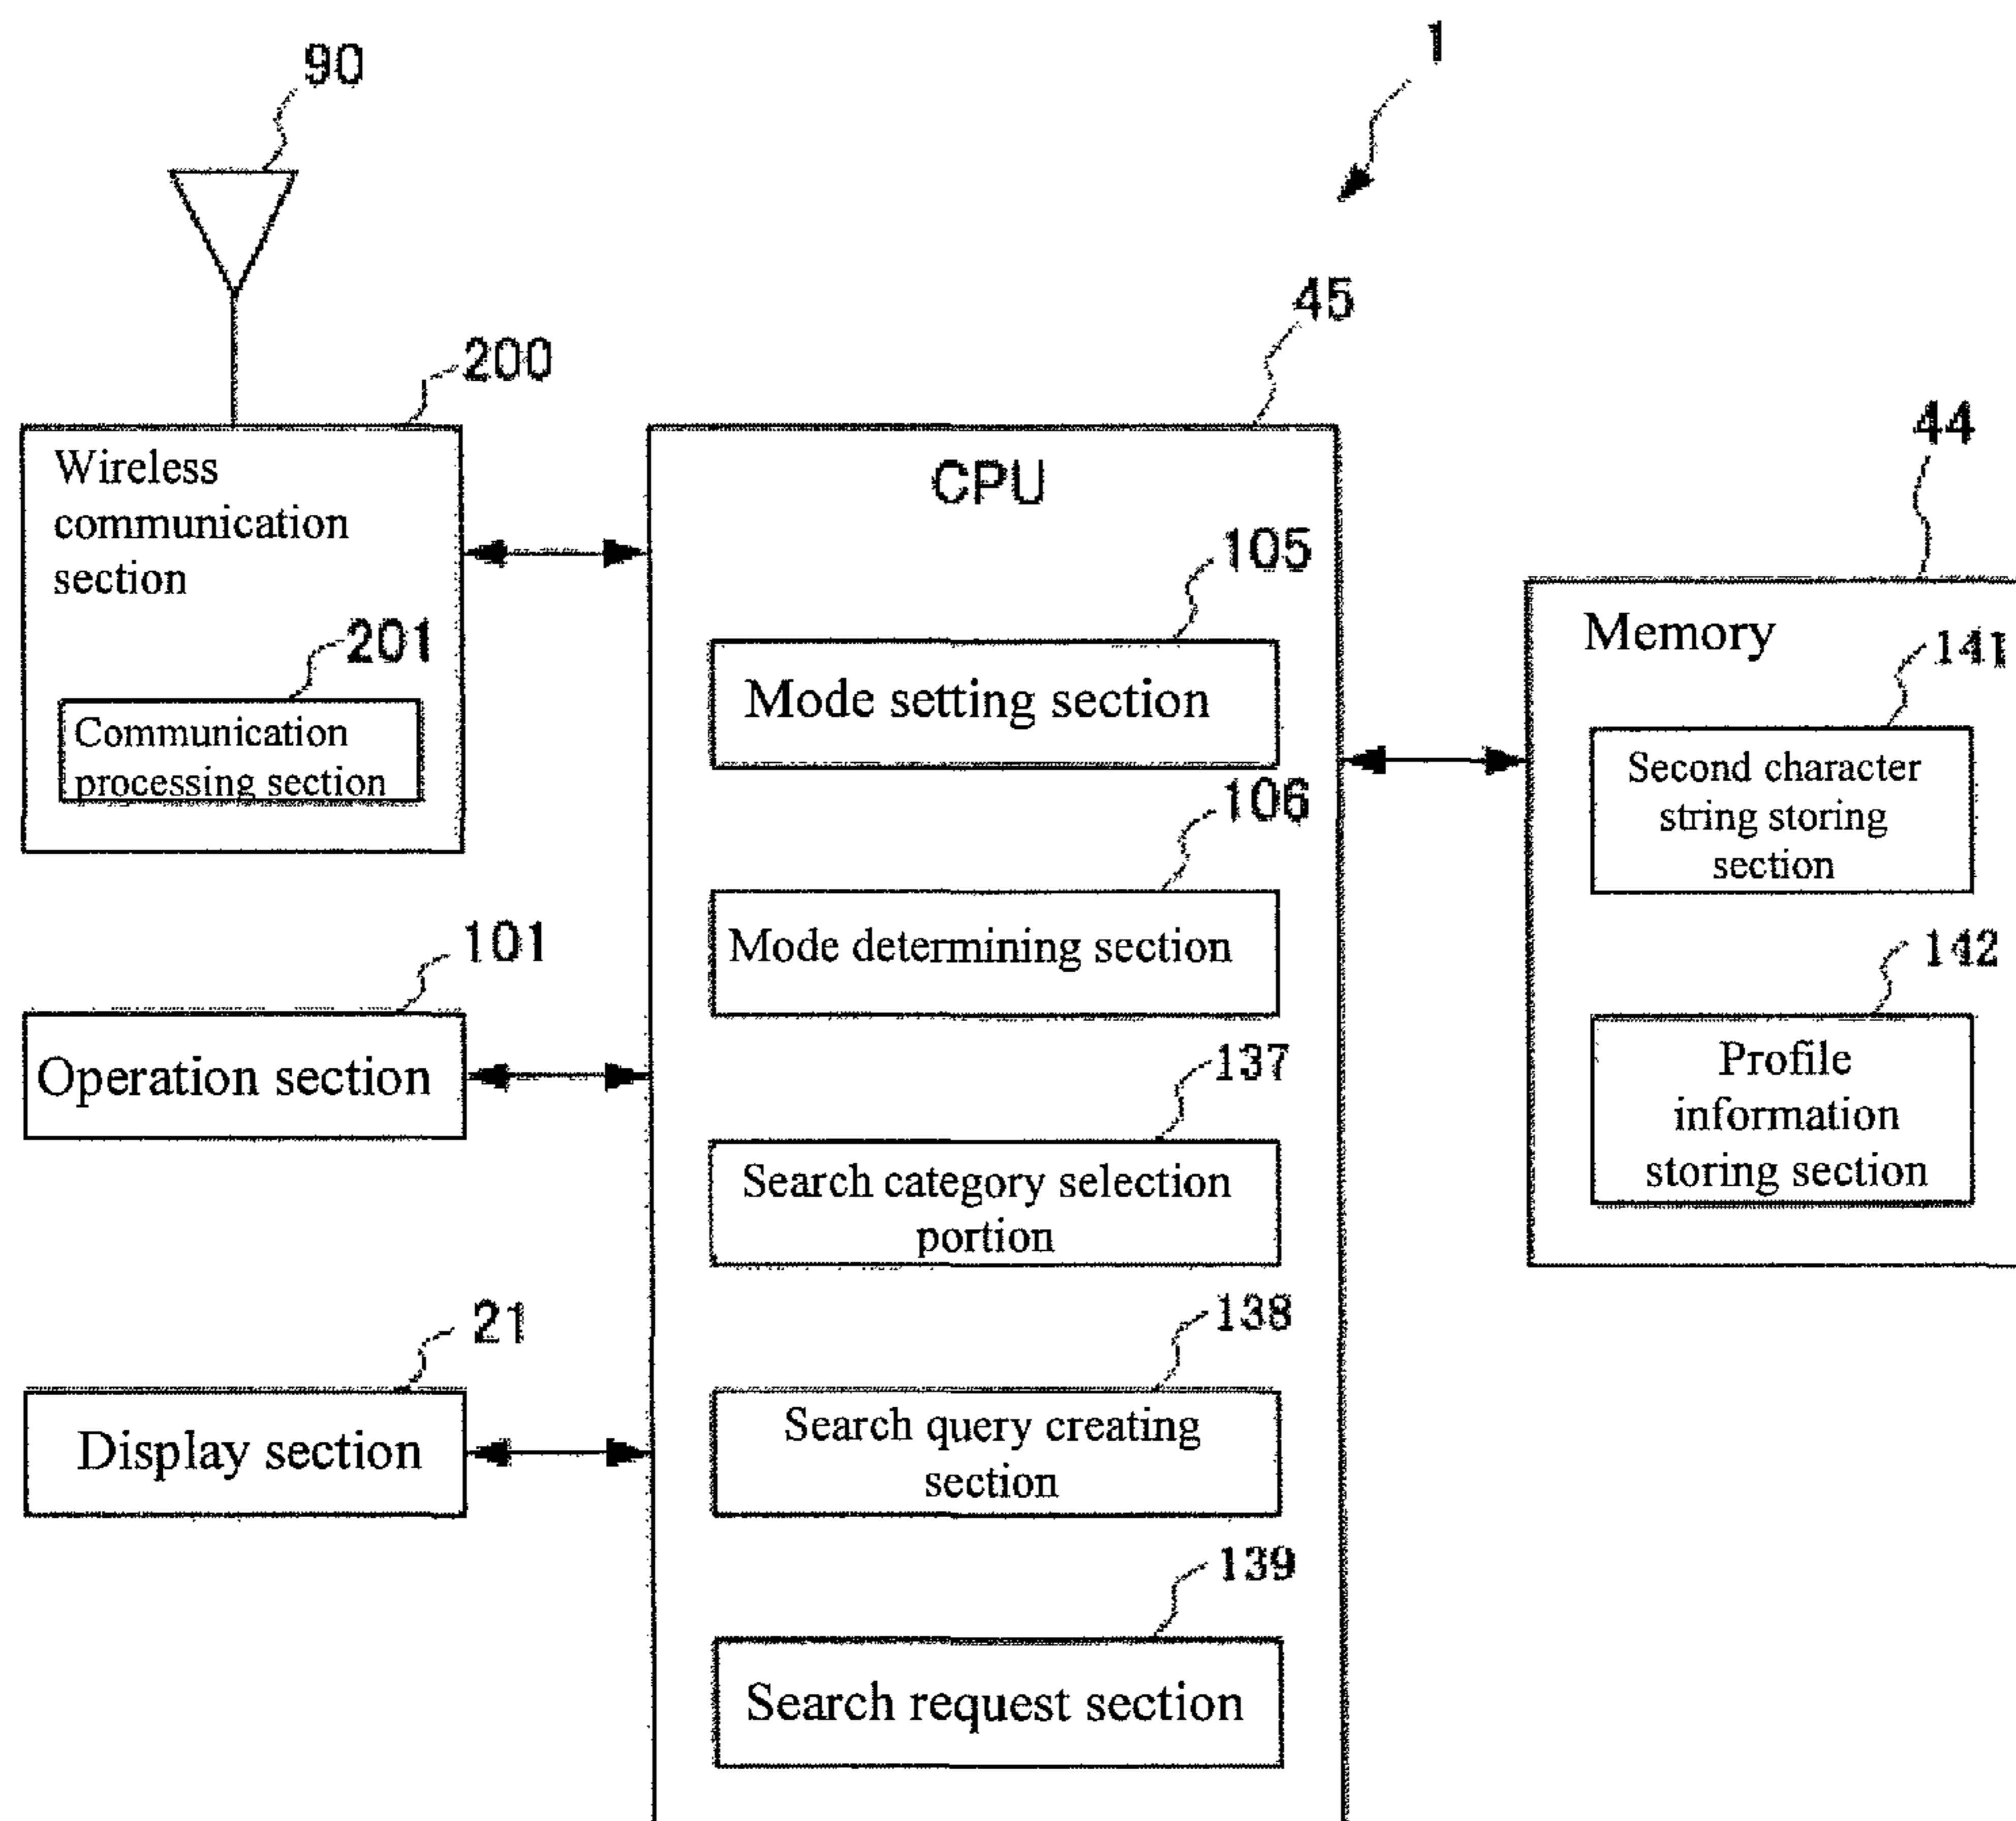 1
90
45
200
44
Wireless
communication
section
CPU
105
201
Memory
141
Mode setting section
Communication
processing section
Second character
string storing
section
106
Mode determining section
101
142
Operation section
Profile
information
storing section
137
Search category selection
portion
138
21
Search query creating
section
Display section
139
Search request section